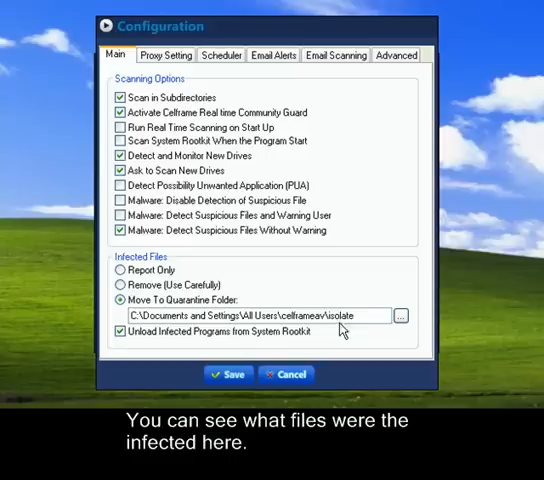 Configuration
Main
Proxy Setting
Scheduler
Email Alerts
Email Scanning
Advanced
Scanning Options
Scan in Subdirectories
Activate Celframe Real time Community Guard
Run Real Time Scanning on Start Up
Scan System Rootkit When the Program Start
Detect and Monitor New Drives
Ask to Scan New Drives
Detect Possibility Unwanted Application (PUA)
Malware: Disable Detection of Suspicious File
Malware: Detect Suspicious Files and Warning User
Malware: Detect Suspicious Files Without Warning
Infected Files
Report Only
Remove (Use Carefully)
Move To Quarantine Folder:
C:\Documents and Settings\All Users\celframeav\isolate
...
Unload Infected Programs from System Rootkit
Save
Cancel
You can see what files were the
infected here.